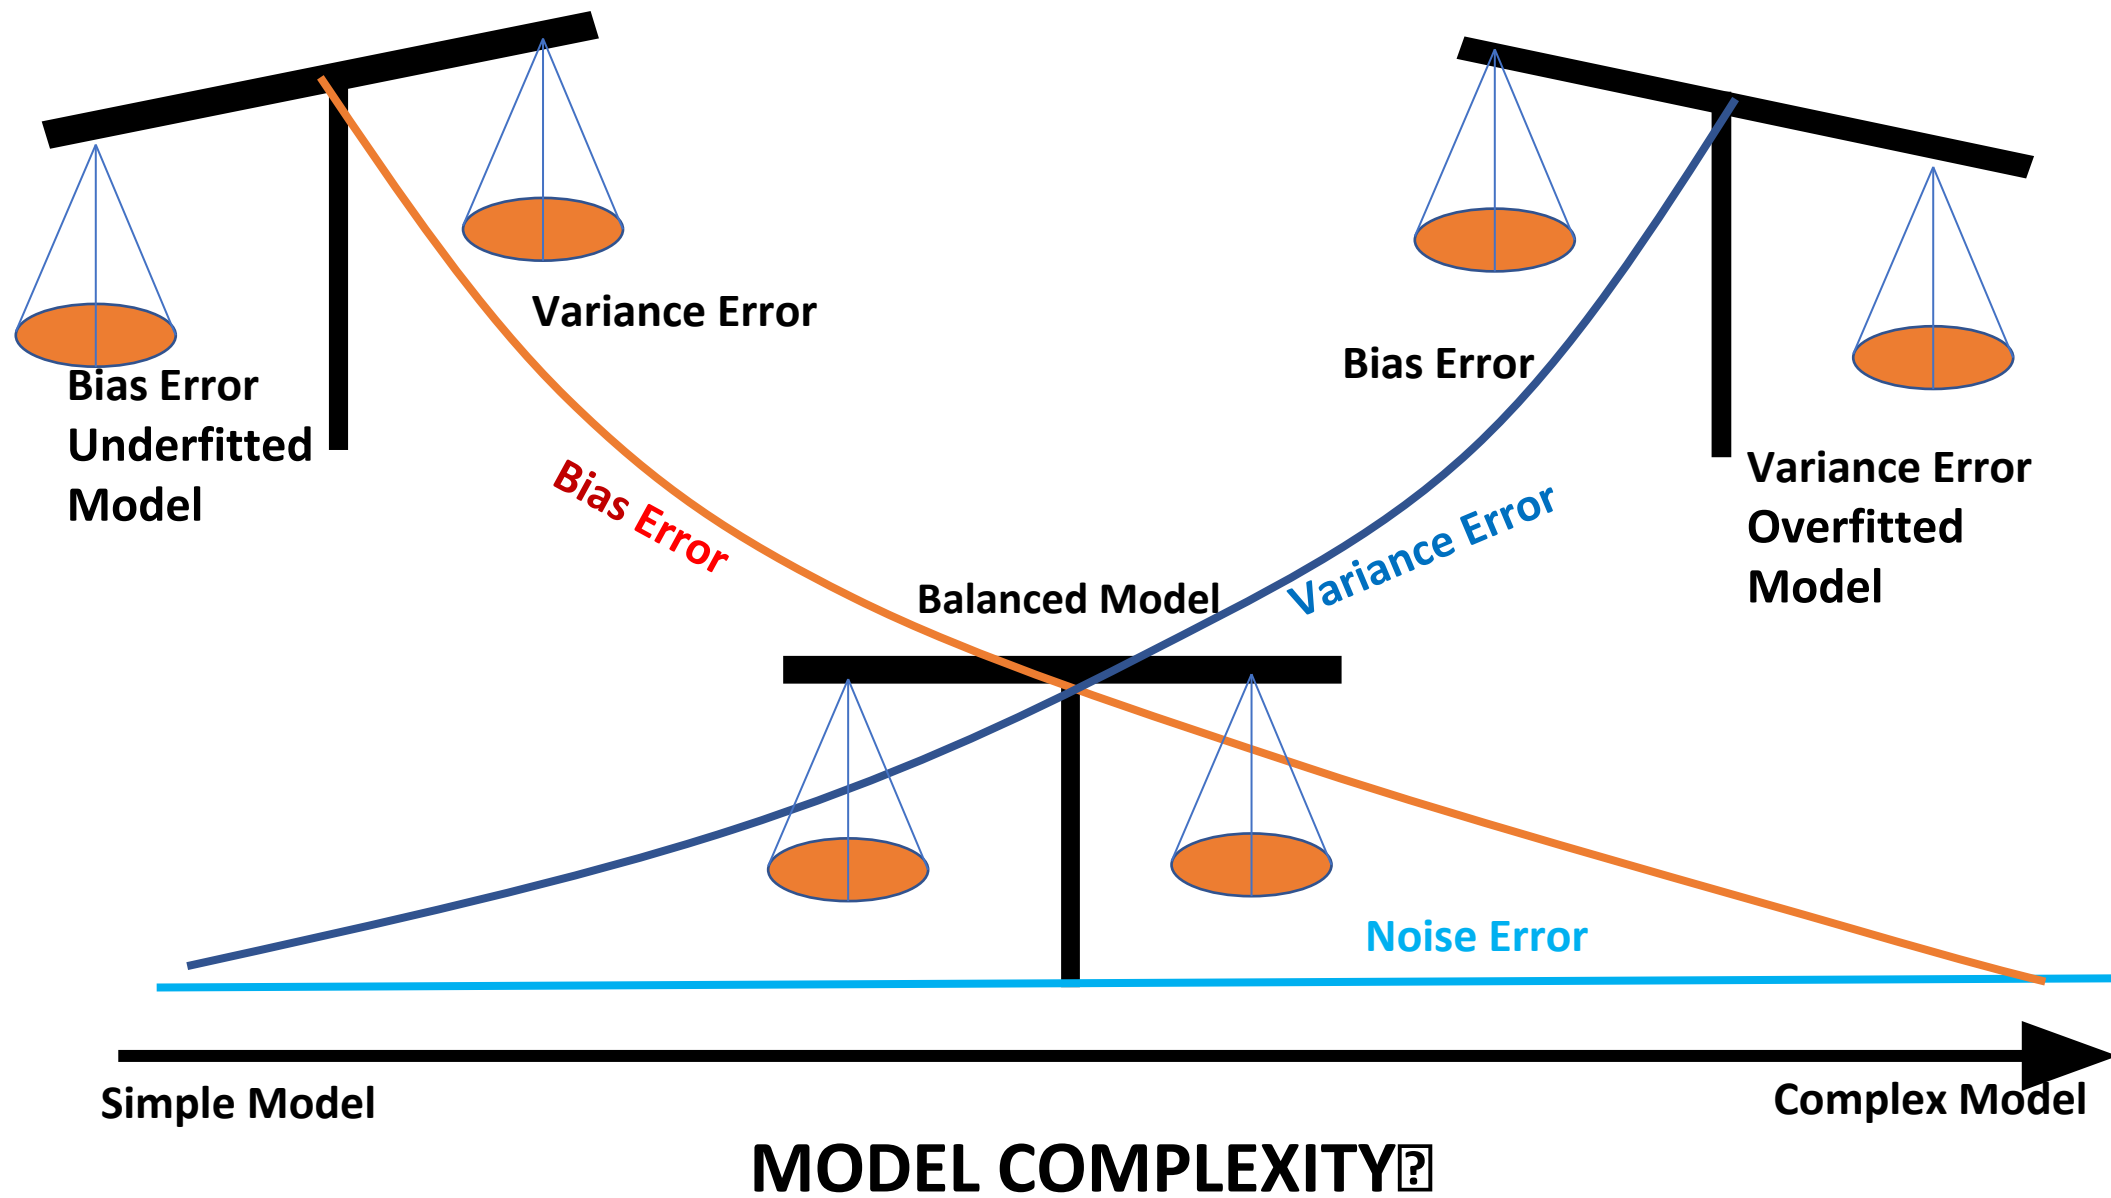 Variance Error
Bias Error
Bias Error
Underfitted
Model
Variance Error
Overfitted
Model
Bias Error
Variance Error
Balanced Model
Noise Error
Simple Model
Complex Model
MODEL COMPLEXITY